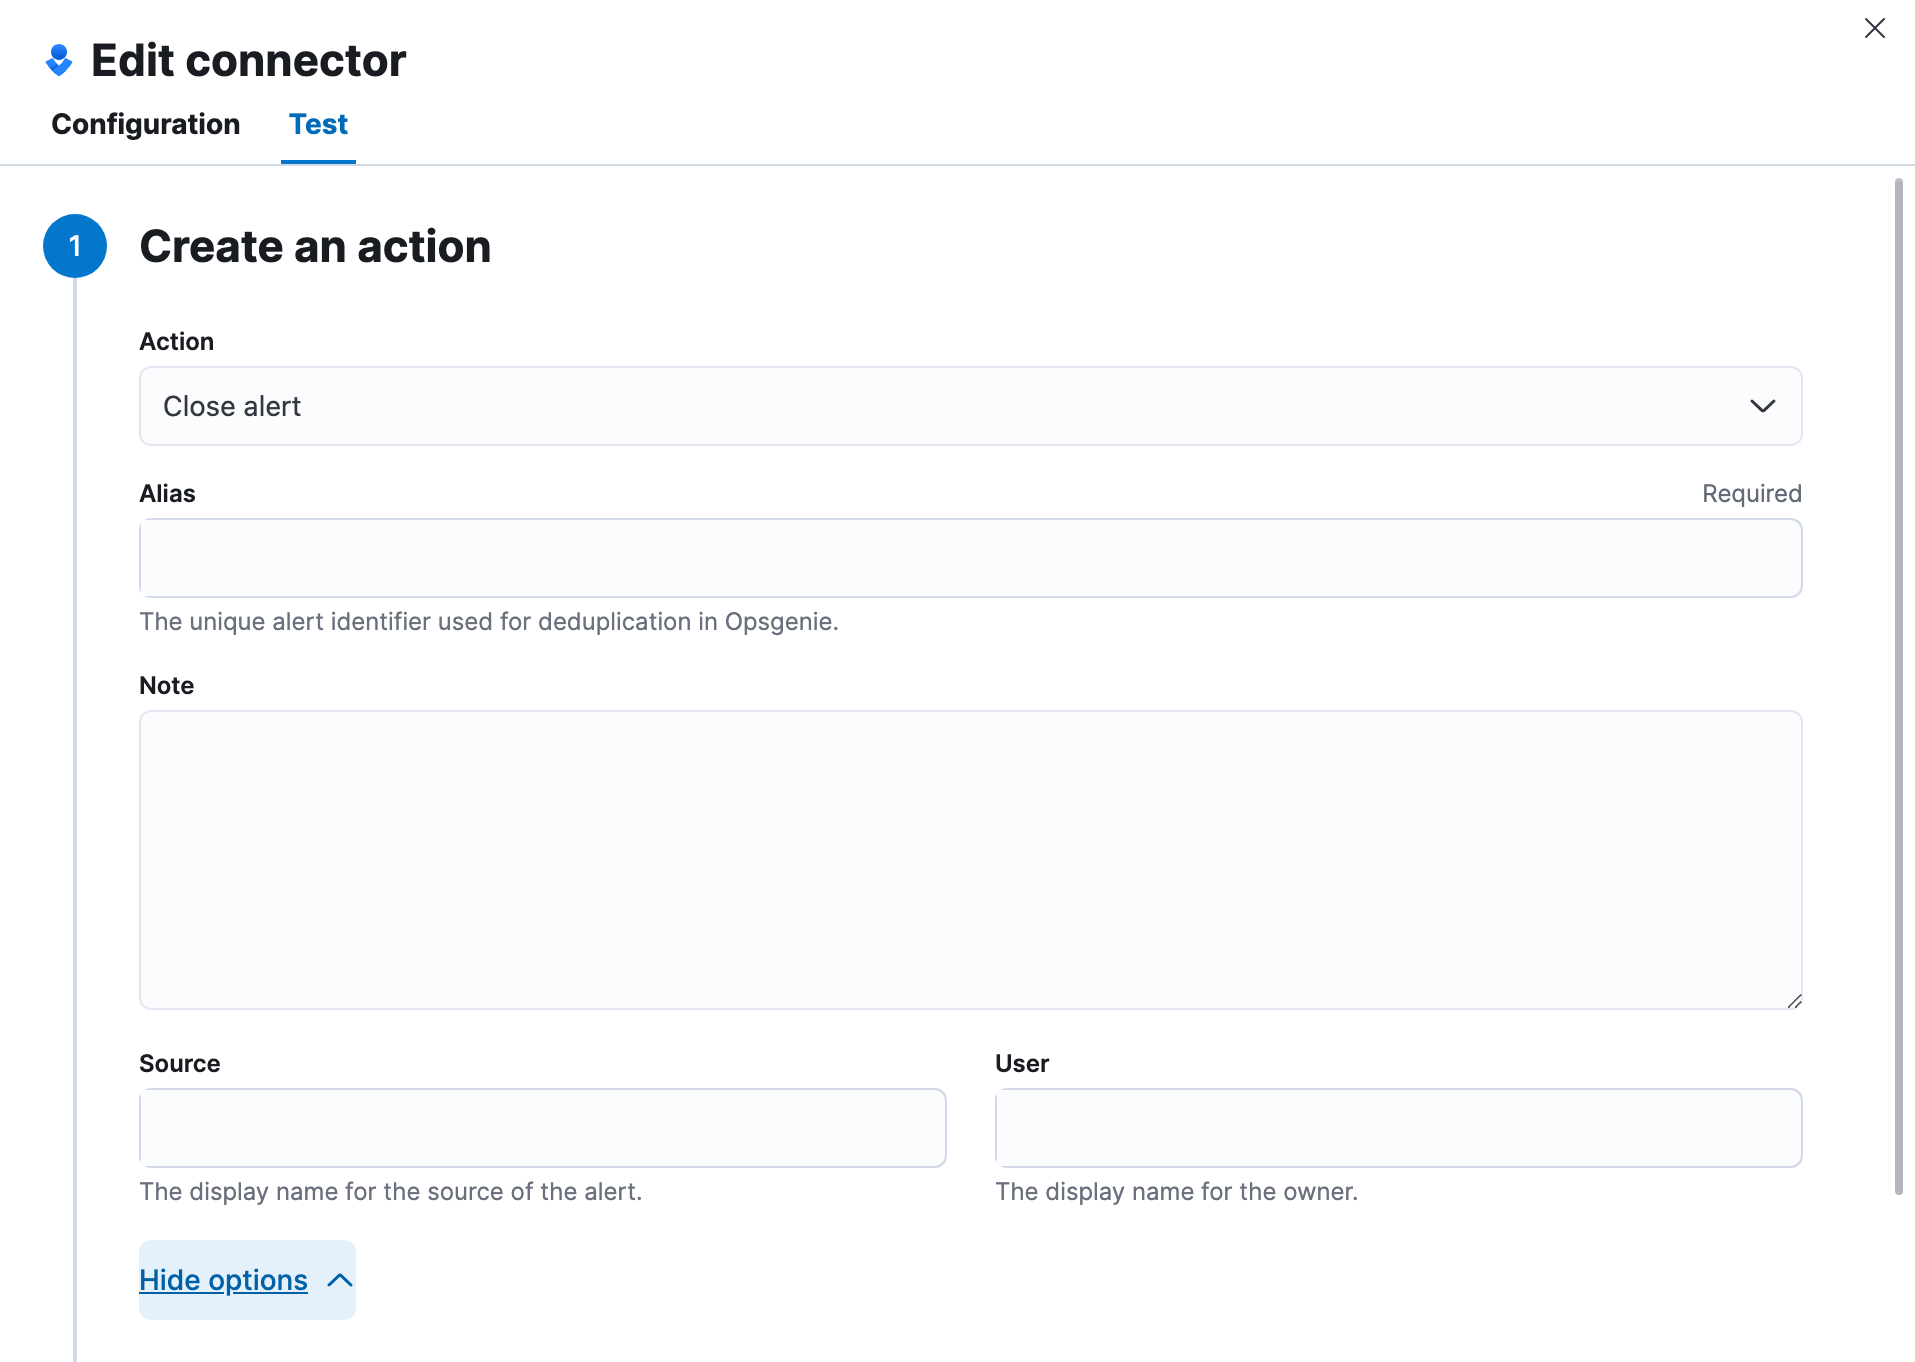 Edit connector
Configuration Test
1 Create an action
Action
Close alert
Alias Required
The unique alert identifier used for deduplication in Opsgenie.
Note
Source User
The display name for the source of the alert. The display name for the owner.
Hide options